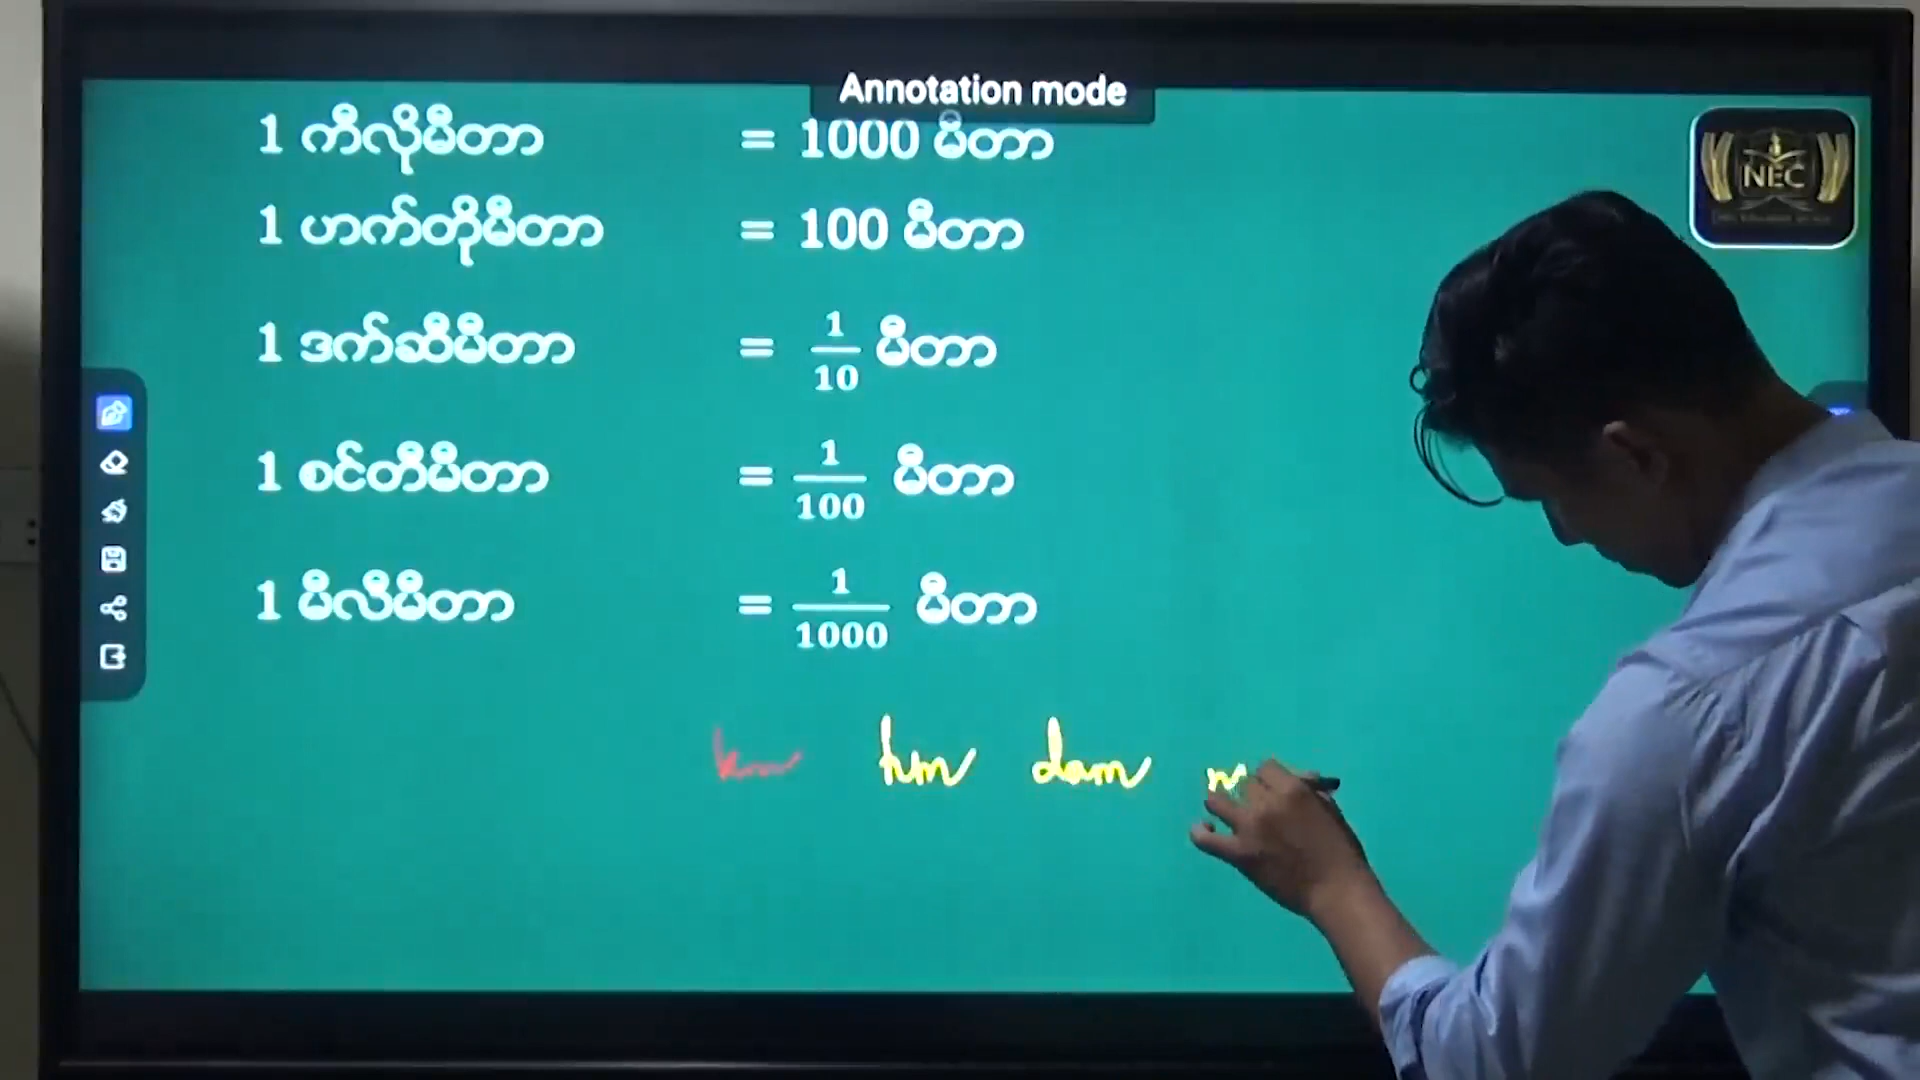 Annotation mode
1 ကီလိုမီတာ = 1000 မီတာ
NEC
1 ဟက်တိုမီတာ = 100 မီတာ
1 ဒက်ဆီမီတာ = 1/10 မီတာ
1 စင်တီမီတာ = 1/100 မီတာ
1 မီလီမီတာ = 1/1000 မီတာ
km hm dam m